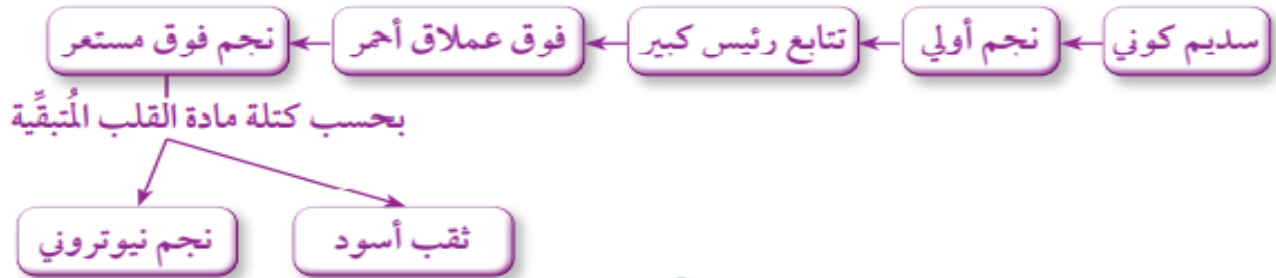 سديم كوني
نجم أولي
تتابع رئيس كبير
فوق عملاق أحمر
نجم فوق مستعر
بحسب كتلة مادة القلب المُتبقِّية
ثقب أسود
نجم نيوتروني